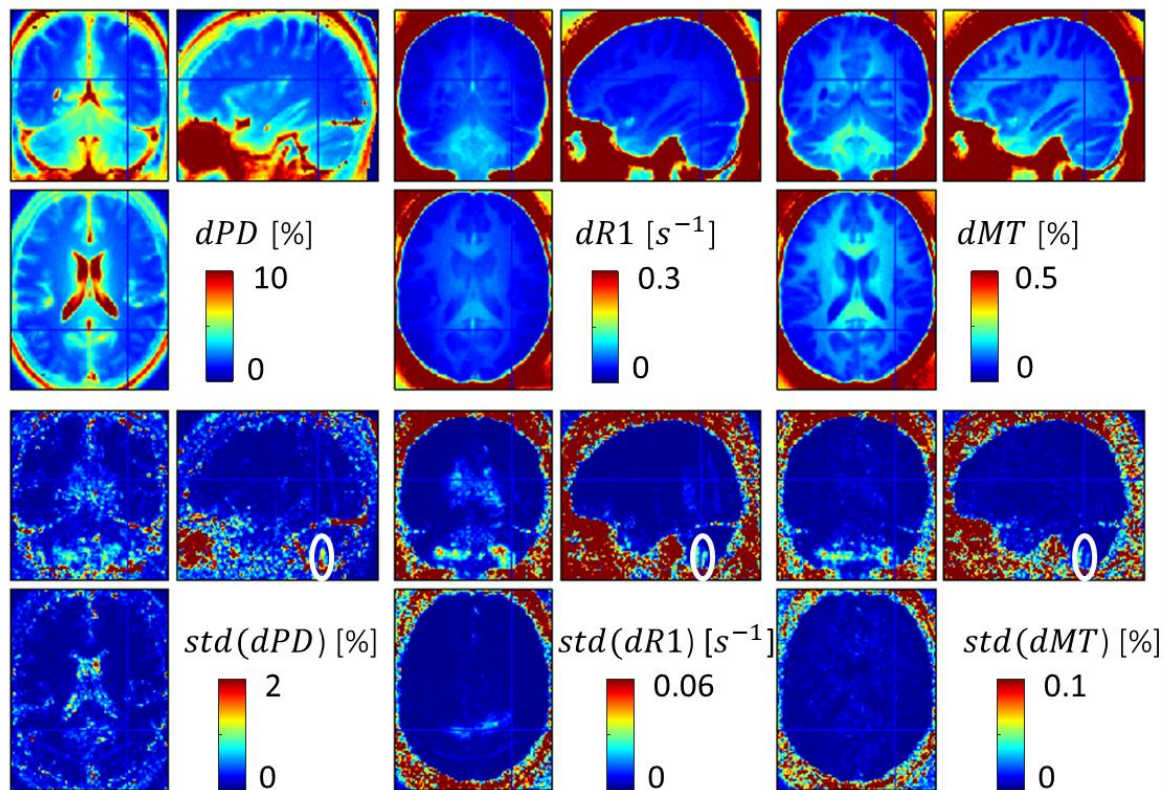 dPD [%]
10
0
dR1 [s⁻¹]
0.3
0
dMT [%]
0.5
0
std(dPD) [%]
2
0
std(dR1) [s⁻¹]
0.06
0
std(dMT) [%]
0.1
0